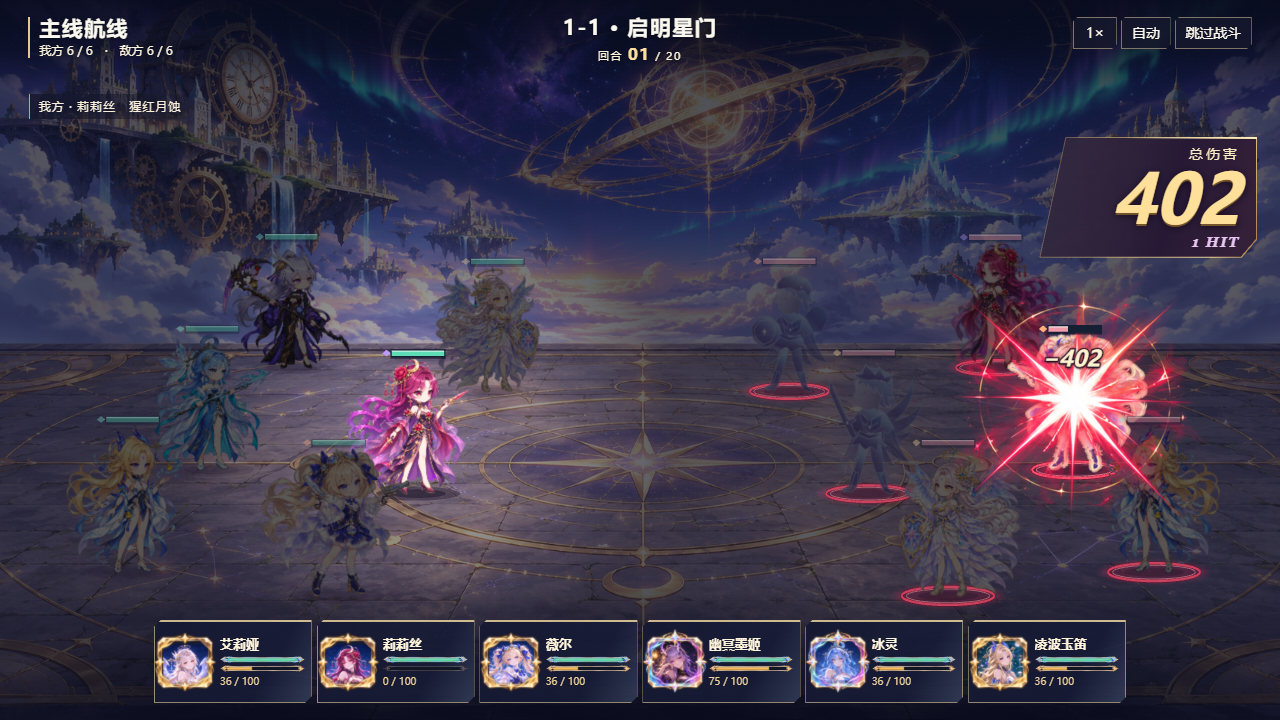 主线航线
我方 6 / 6 · 敌方 6 / 6
1-1 • 启明星门
回合 01 / 20
1×
自动
跳过战斗
我方 · 莉莉丝 猩红月蚀
总伤害
402
1 HIT
−402
艾莉娅
36 / 100
莉莉丝
0 / 100
薇尔
36 / 100
幽冥墨姬
75 / 100
冰灵
36 / 100
凌波玉笛
36 / 100